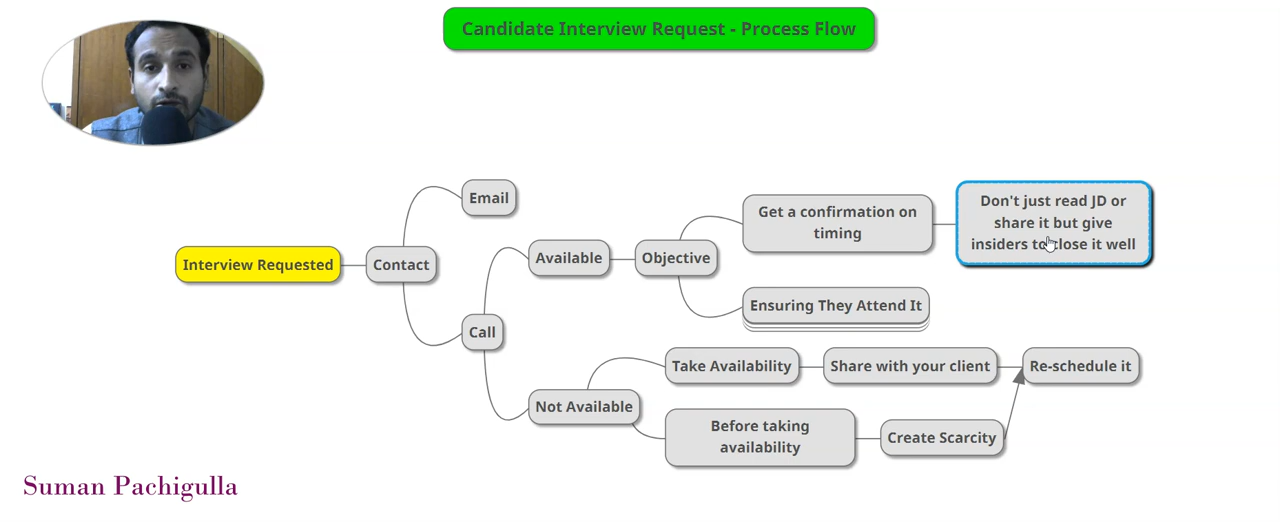 Candidate Interview Request - Process Flow
Email
Interview Requested
Contact
Call
Available
Objective
Get a confirmation on
timing
Don't just read JD or
share it but give
insiders to close it well
Ensuring They Attend It
Not Available
Take Availability
Share with your client
Re-schedule it
Before taking
availability
Create Scarcity
Suman Pachigulla